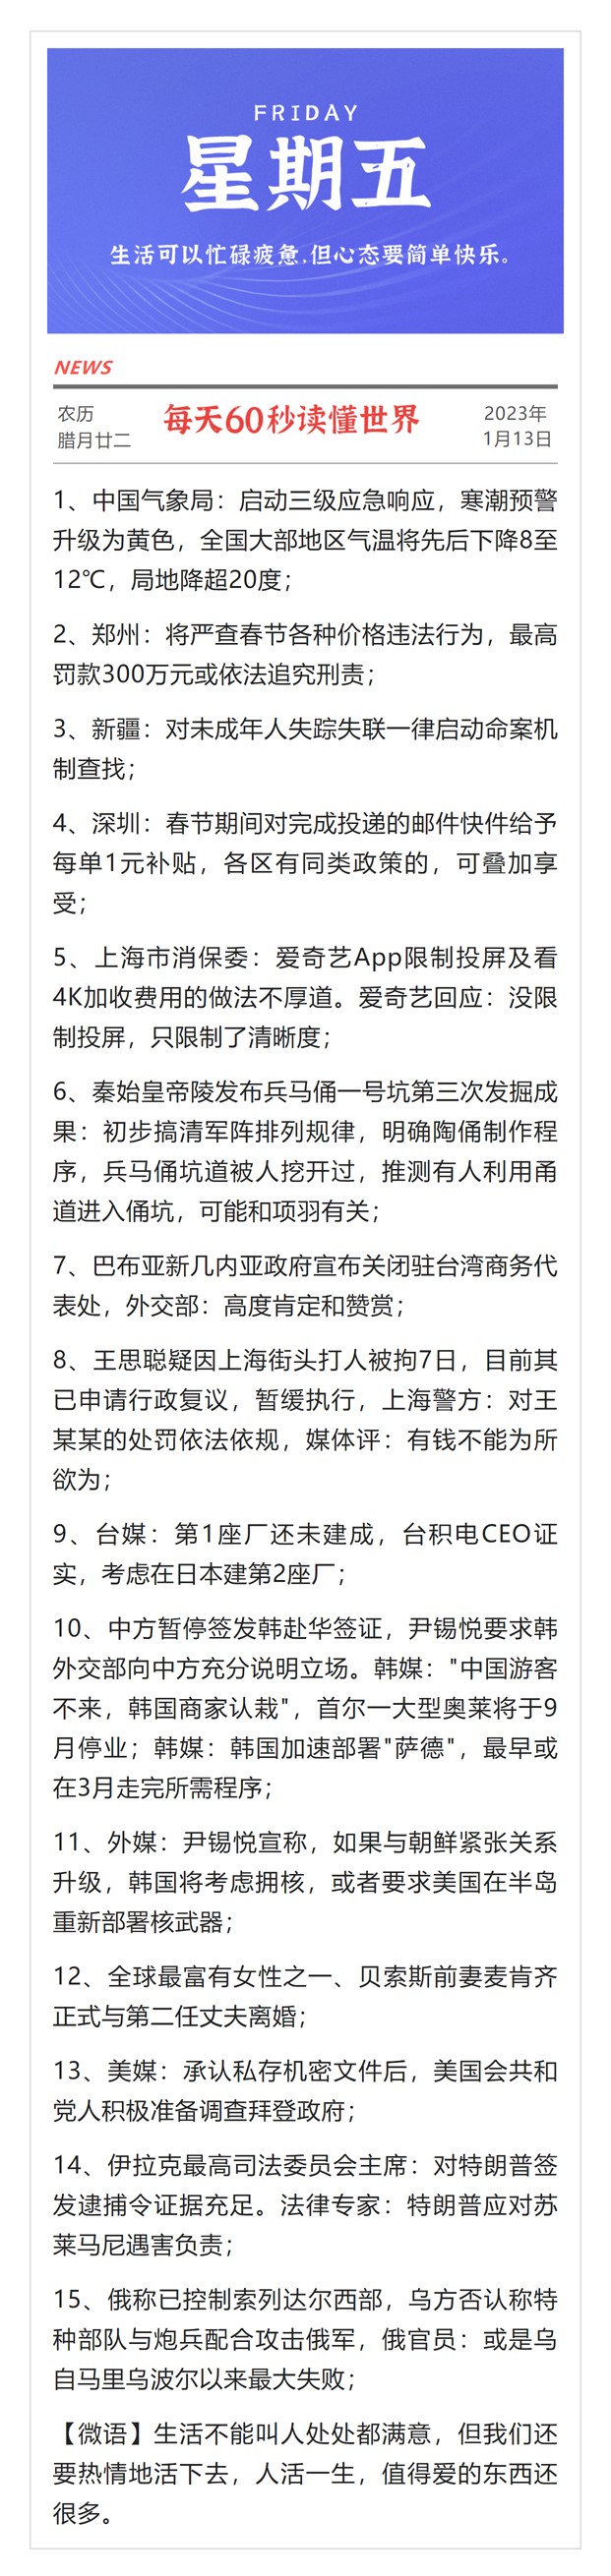 FRIDAY
星期五
生活可以忙碌疲惫,但心态要简单快乐。
NEWS
农历
腊月廿二
每天60秒读懂世界
2023年
1月13日
1、中国气象局：启动三级应急响应，寒潮预警
升级为黄色，全国大部地区气温将先后下降8至
12℃，局地降超20度；
2、郑州：将严查春节各种价格违法行为，最高
罚款300万元或依法追究刑责；
3、新疆：对未成年人失踪失联一律启动命案机
制查找；
4、深圳：春节期间对完成投递的邮件快件给予
每单1元补贴，各区有同类政策的，可叠加享
受；
5、上海市消保委：爱奇艺App限制投屏及看
4K加收费用的做法不厚道。爱奇艺回应：没限
制投屏，只限制了清晰度；
6、秦始皇帝陵发布兵马俑一号坑第三次发掘成
果：初步搞清军阵排列规律，明确陶俑制作程
序，兵马俑坑道被人挖开过，推测有人利用甬
道进入俑坑，可能和项羽有关；
7、巴布亚新几内亚政府宣布关闭驻台湾商务代
表处，外交部：高度肯定和赞赏；
8、王思聪疑因上海街头打人被拘7日，目前其
已申请行政复议，暂缓执行，上海警方：对王
某某的处罚依法依规，媒体评：有钱不能为所
欲为；
9、台媒：第1座厂还未建成，台积电CEO证
实，考虑在日本建第2座厂；
10、中方暂停签发韩赴华签证，尹锡悦要求韩
外交部向中方充分说明立场。韩媒："中国游客
不来，韩国商家认栽"，首尔一大型奥莱将于9
月停业；韩媒：韩国加速部署"萨德"，最早或
在3月走完所需程序；
11、外媒：尹锡悦宣称，如果与朝鲜紧张关系
升级，韩国将考虑拥核，或者要求美国在半岛
重新部署核武器；
12、全球最富有女性之一、贝索斯前妻麦肯齐
正式与第二任丈夫离婚；
13、美媒：承认私存机密文件后，美国会共和
党人积极准备调查拜登政府；
14、伊拉克最高司法委员会主席：对特朗普签
发逮捕令证据充足。法律专家：特朗普应对苏
莱马尼遇害负责；
15、俄称已控制索列达尔西部，乌方否认称特
种部队与炮兵配合攻击俄军，俄官员：或是乌
自马里乌波尔以来最大失败；
【微语】生活不能叫人处处都满意，但我们还
要热情地活下去，人活一生，值得爱的东西还
很多。